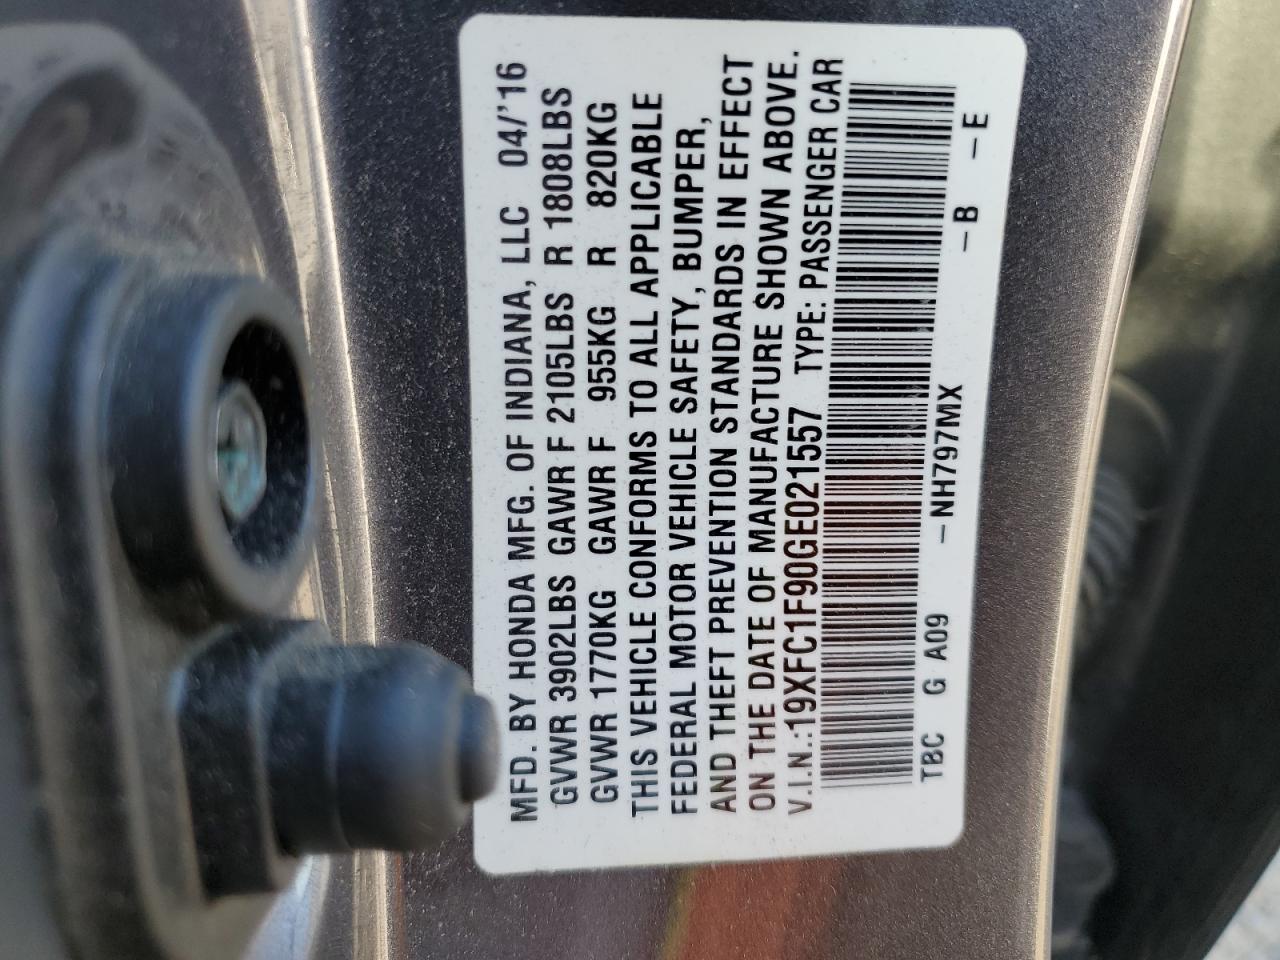 MFD. BY HONDA MFG. OF INDIANA, LLC 04/'16
GVWR 3902LBS GAWR F 2105LBS R 1808LBS
GVWR 1770KG GAWR F 955KG R 820KG
THIS VEHICLE CONFORMS TO ALL APPLICABLE
FEDERAL MOTOR VEHICLE SAFETY, BUMPER,
AND THEFT PREVENTION STANDARDS IN EFFECT
ON THE DATE OF MANUFACTURE SHOWN ABOVE.
V.I.N.:19XFC1F90GE021557 TYPE: PASSENGER CAR
TBC G A09 –NH797MX –B –E